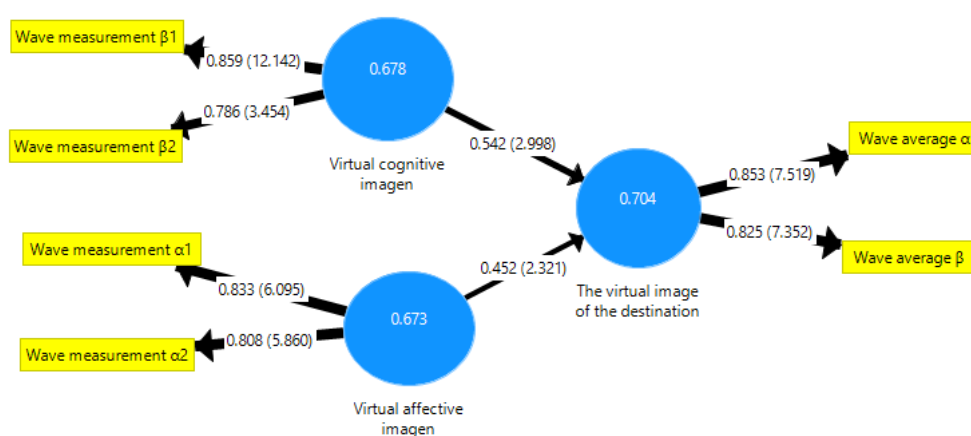 Wave measurement β1
0.859 (12.142)
0.678
0.786 (3.454)
Wave measurement β2
Virtual cognitive
imagen
0.542 (2.998)
Wave average α
0.853 (7.519)
0.704
0.825 (7.352)
Wave average β
The virtual image
of the destination
Wave measurement α1
0.833 (6.095)
0.452 (2.321)
0.673
0.808 (5.860)
Wave measurement α2
Virtual affective
imagen